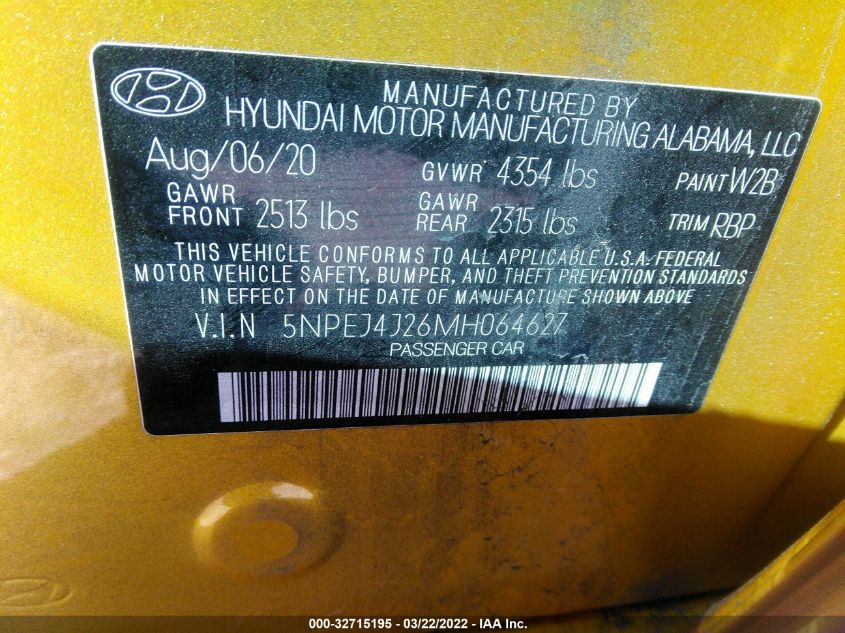 MANUFACTURED BY
HYUNDAI MOTOR MANUFACTURING ALABAMA, LLC
Aug/06/20 GVWR 4354 lbs PAINT W2B
GAWR FRONT 2513 lbs GAWR REAR 2315 lbs TRIM RBP
THIS VEHICLE CONFORMS TO ALL APPLICABLE U.S.A. FEDERAL
MOTOR VEHICLE SAFETY, BUMPER, AND THEFT PREVENTION STANDARDS
IN EFFECT ON THE DATE OF MANUFACTURE SHOWN ABOVE
V.I.N 5NPEJ4J26MH064627
PASSENGER CAR
000-32715195 - 03/22/2022 - IAA Inc.